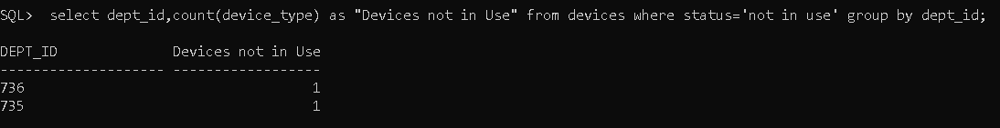 SQL>  select dept_id,count(device_type) as "Devices not in Use" from devices where status='not in use' group by dept_id;
DEPT_ID              Devices not in Use
-------------------- ------------------
736                                   1
735                                   1